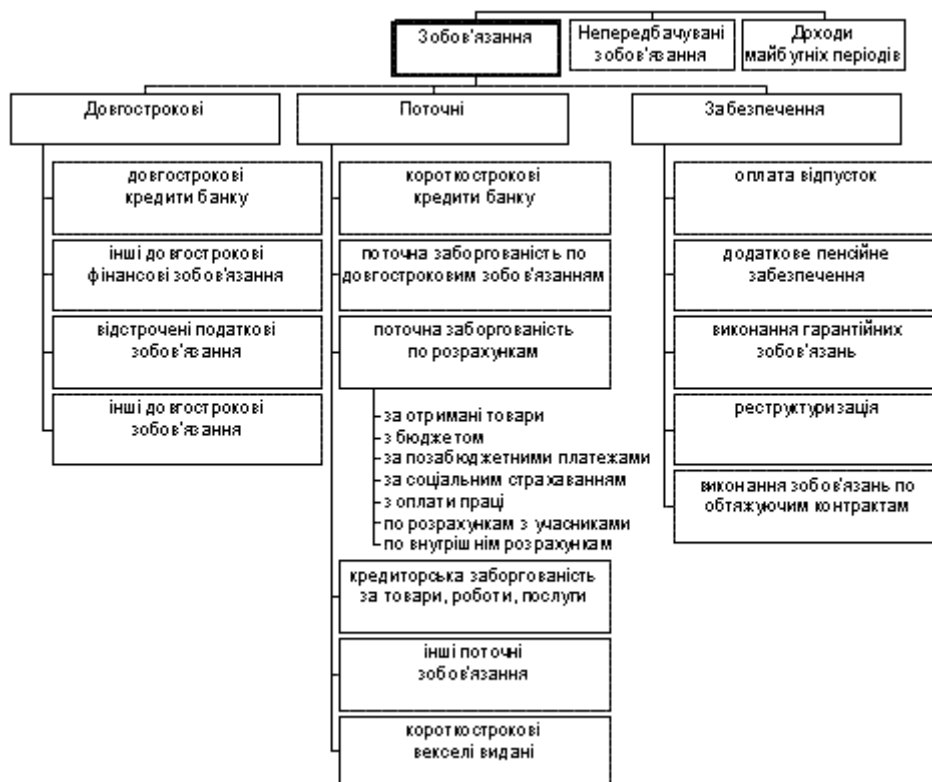 Зобов'язання
Непередбачувані
зобов'язання
Доходи
майбутніх періодів
Довгострокові
Поточні
Забезпечення
довгострокові
кредити банку
інші довгострокові
фінансові зобов'язання
відстрочені податкові
зобов'язання
інші довгострокові
зобов'язання
короткострокові
кредити банку
поточна заборгованість по
довгостроковим зобов'язанням
поточна заборгованість
по розрахункам
за отримані товари
з бюджетом
за позабюджетними платежами
за соціальним страхаванням
з оплати праці
по розрахункам з учасниками
по внутрішнім розрахункам
кредиторська заборгованість
за товари, роботи, послуги
інші поточні
зобов'язання
короткострокові
векселі видані
оплата відпусток
додаткове пенсійне
забезпечення
виконання гарантійних
зобов'язань
реструктуризація
виконання зобов'язань по
обтяжуючим контрактам